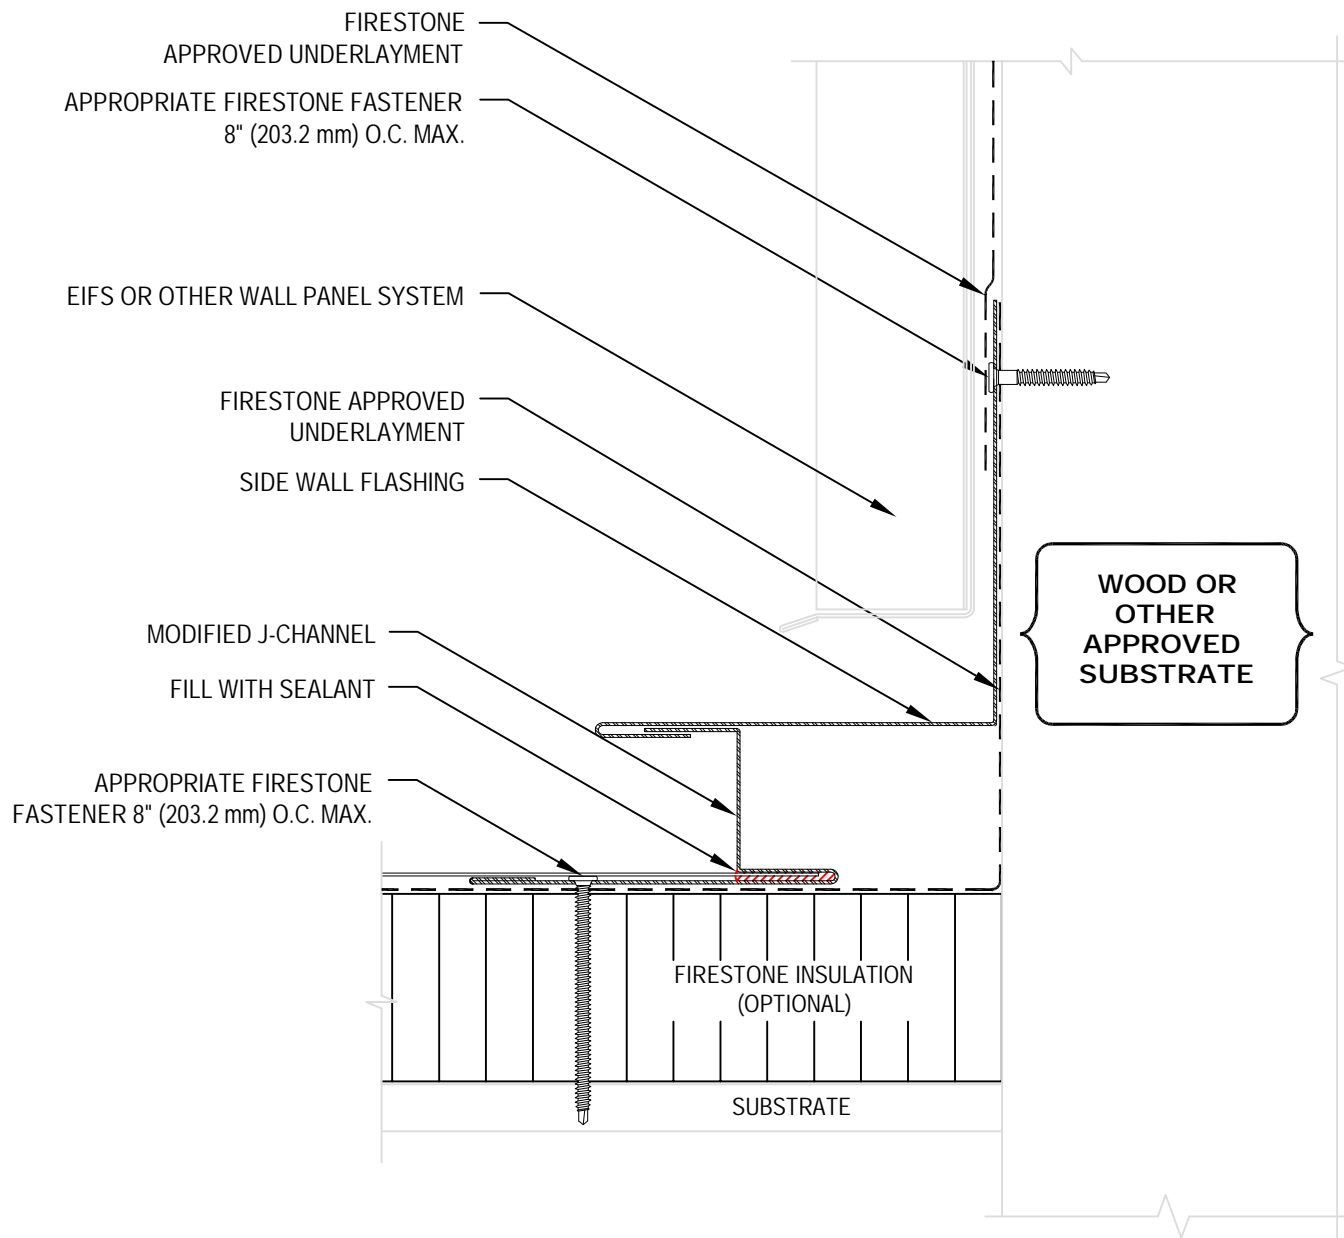 FIRESTONE
APPROVED UNDERLAYMENT
APPROPRIATE FIRESTONE FASTENER
8" (203.2 mm) O.C. MAX.
EIFS OR OTHER WALL PANEL SYSTEM
FIRESTONE APPROVED
UNDERLAYMENT
SIDE WALL FLASHING
WOOD OR
OTHER
APPROVED
SUBSTRATE
MODIFIED J-CHANNEL
FILL WITH SEALANT
APPROPRIATE FIRESTONE
FASTENER 8" (203.2 mm) O.C. MAX.
FIRESTONE INSULATION
(OPTIONAL)
SUBSTRATE